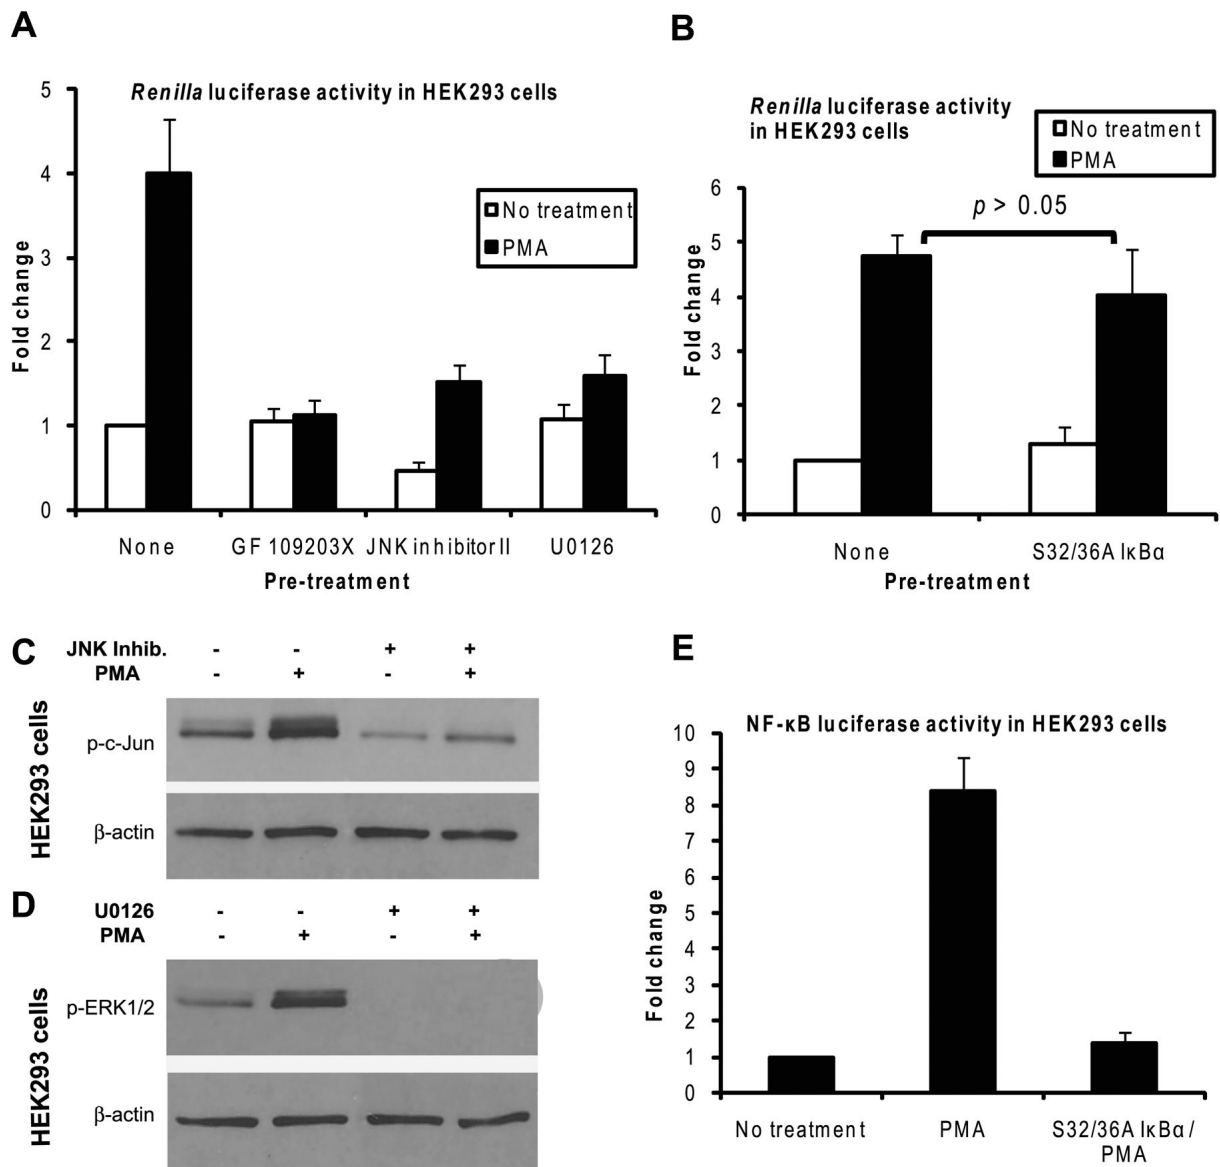 A
Renilla luciferase activity in HEK293 cells
No treatment
PMA
Fold change
5
4
3
2
1
0
None
GF 109203X
JNK inhibitor II
U0126
Pre-treatment
B
Renilla luciferase activity
in HEK293 cells
No treatment
PMA
p > 0.05
Fold change
6
5
4
3
2
1
0
None
S32/36A IκBα
Pre-treatment
C
JNK Inhib. - - + +
PMA - + - +
HEK293 cells
p-c-Jun
β-actin
D
U0126 - - + +
PMA - + - +
HEK293 cells
p-ERK1/2
β-actin
E
NF-κB luciferase activity in HEK293 cells
Fold change
10
9
8
7
6
5
4
3
2
1
0
No treatment
PMA
S32/36A IκBα /
PMA